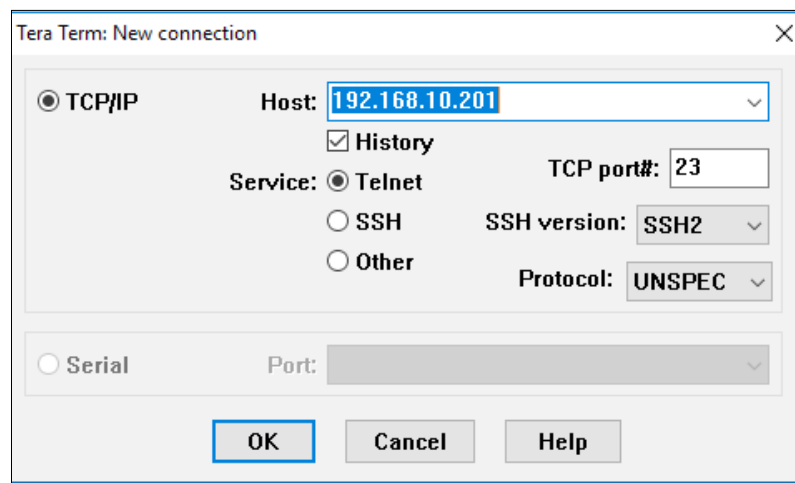 Tera Term: New connection
TCP/IP Host: 192.168.10.201
History
Service: Telnet TCP port#: 23
SSH SSH version: SSH2
Other
Protocol: UNSPEC
Serial Port:
OK Cancel Help